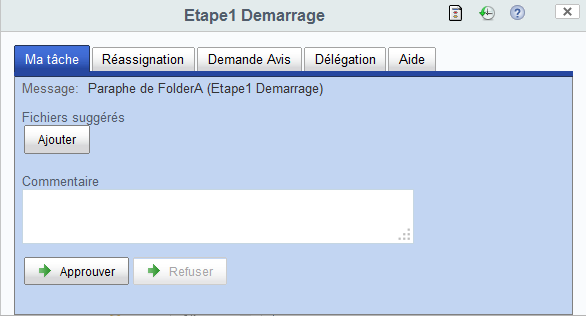 Etape1 Demarrage
Ma tâche Réassignation Demande Avis Délégation Aide
Message: Paraphe de FolderA (Etape1 Demarrage)
Fichiers suggérés
Ajouter
Commentaire
Approuver Refuser